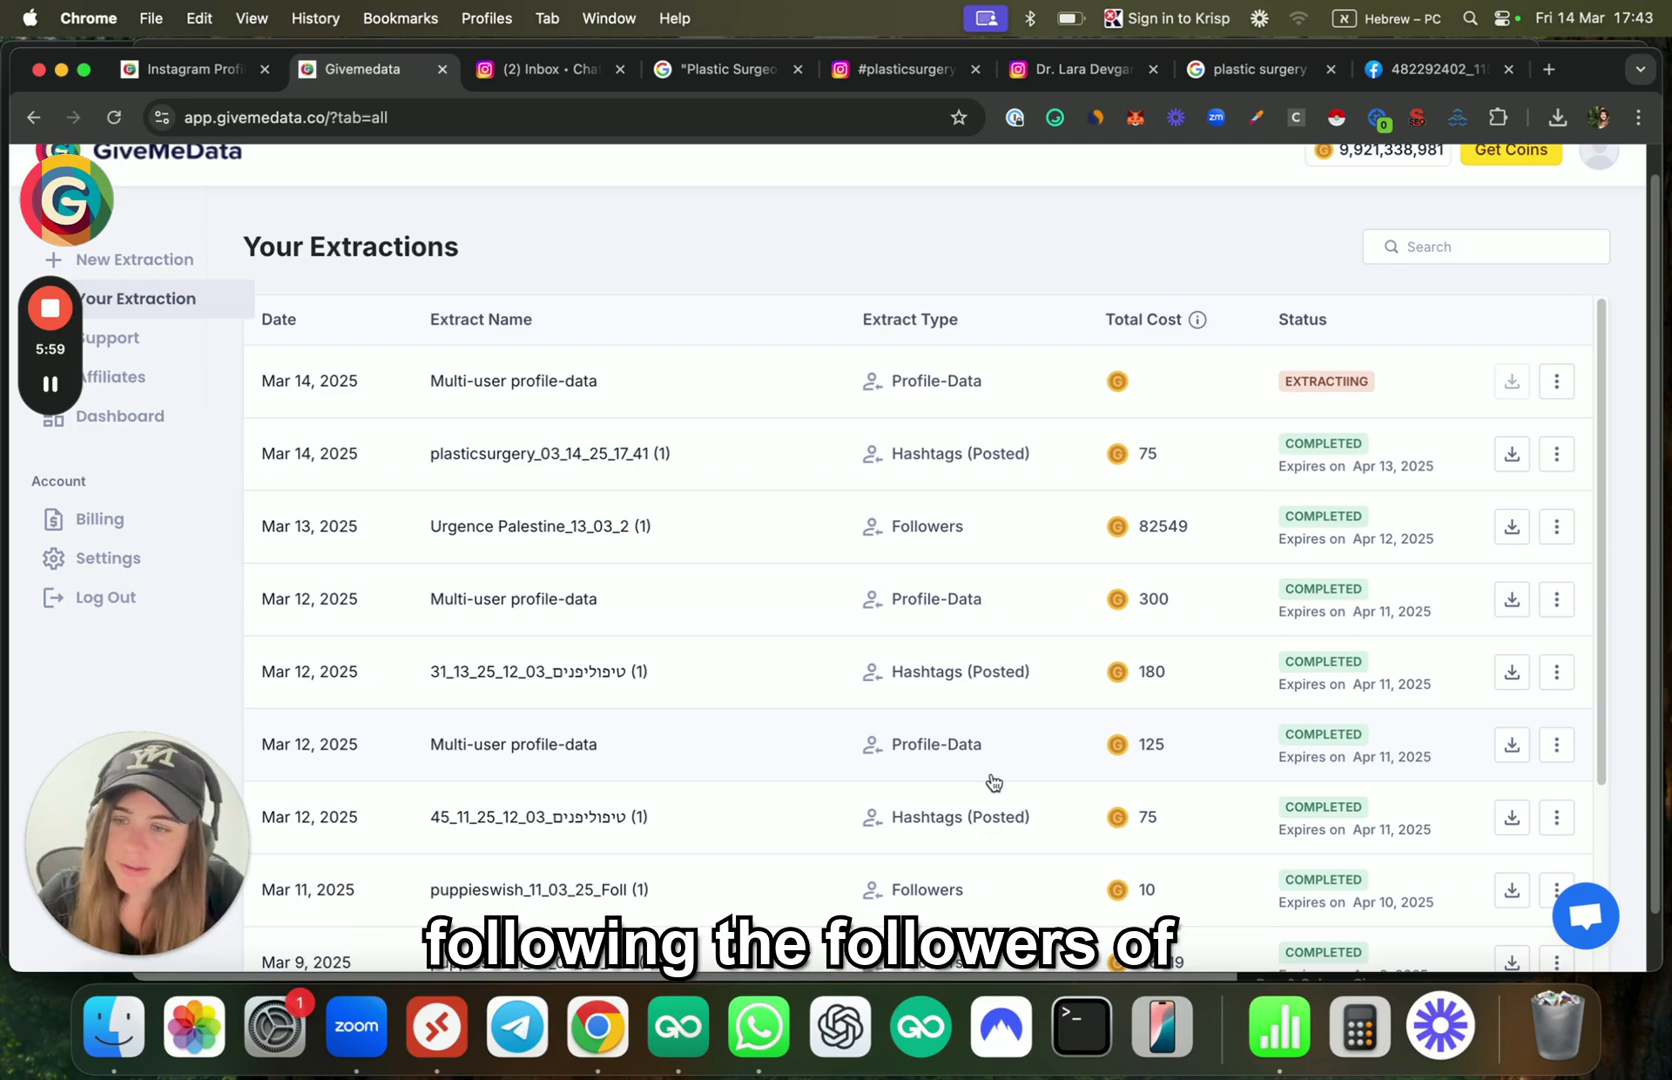 Chrome File Edit View History Bookmarks Profiles Tab Window Help Sign in to Krisp א Hebrew – PC Fri 14 Mar 17:43
Instagram Profi Givemedata (2) Inbox • Cha "Plastic Surgeo #plasticsurgery Dr. Lara Devgan plastic surgery 482292402_11
app.givemedata.co/?tab=all
GiveMeData 9,921,338,981 Get Coins
Your Extractions Search
New Extraction
Your Extraction
Support
Affiliates
Dashboard
Account
Billing
Settings
Log Out
5:59
Date Extract Name Extract Type Total Cost Status
Mar 14, 2025 Multi-user profile-data Profile-Data EXTRACTIING
Mar 14, 2025 plasticsurgery_03_14_25_17_41 (1) Hashtags (Posted) 75 COMPLETED
Expires on Apr 13, 2025
Mar 13, 2025 Urgence Palestine_13_03_2 (1) Followers 82549 COMPLETED
Expires on Apr 12, 2025
Mar 12, 2025 Multi-user profile-data Profile-Data 300 COMPLETED
Expires on Apr 11, 2025
Mar 12, 2025 31_13_25_12_03_טיפוליפנים (1) Hashtags (Posted) 180 COMPLETED
Expires on Apr 11, 2025
Mar 12, 2025 Multi-user profile-data Profile-Data 125 COMPLETED
Expires on Apr 11, 2025
Mar 12, 2025 45_11_25_12_03_טיפוליפנים (1) Hashtags (Posted) 75 COMPLETED
Expires on Apr 11, 2025
Mar 11, 2025 puppieswish_11_03_25_Foll (1) Followers 10 COMPLETED
Expires on Apr 10, 2025
Mar 9, 2025 COMPLETED
following the followers of
zoom